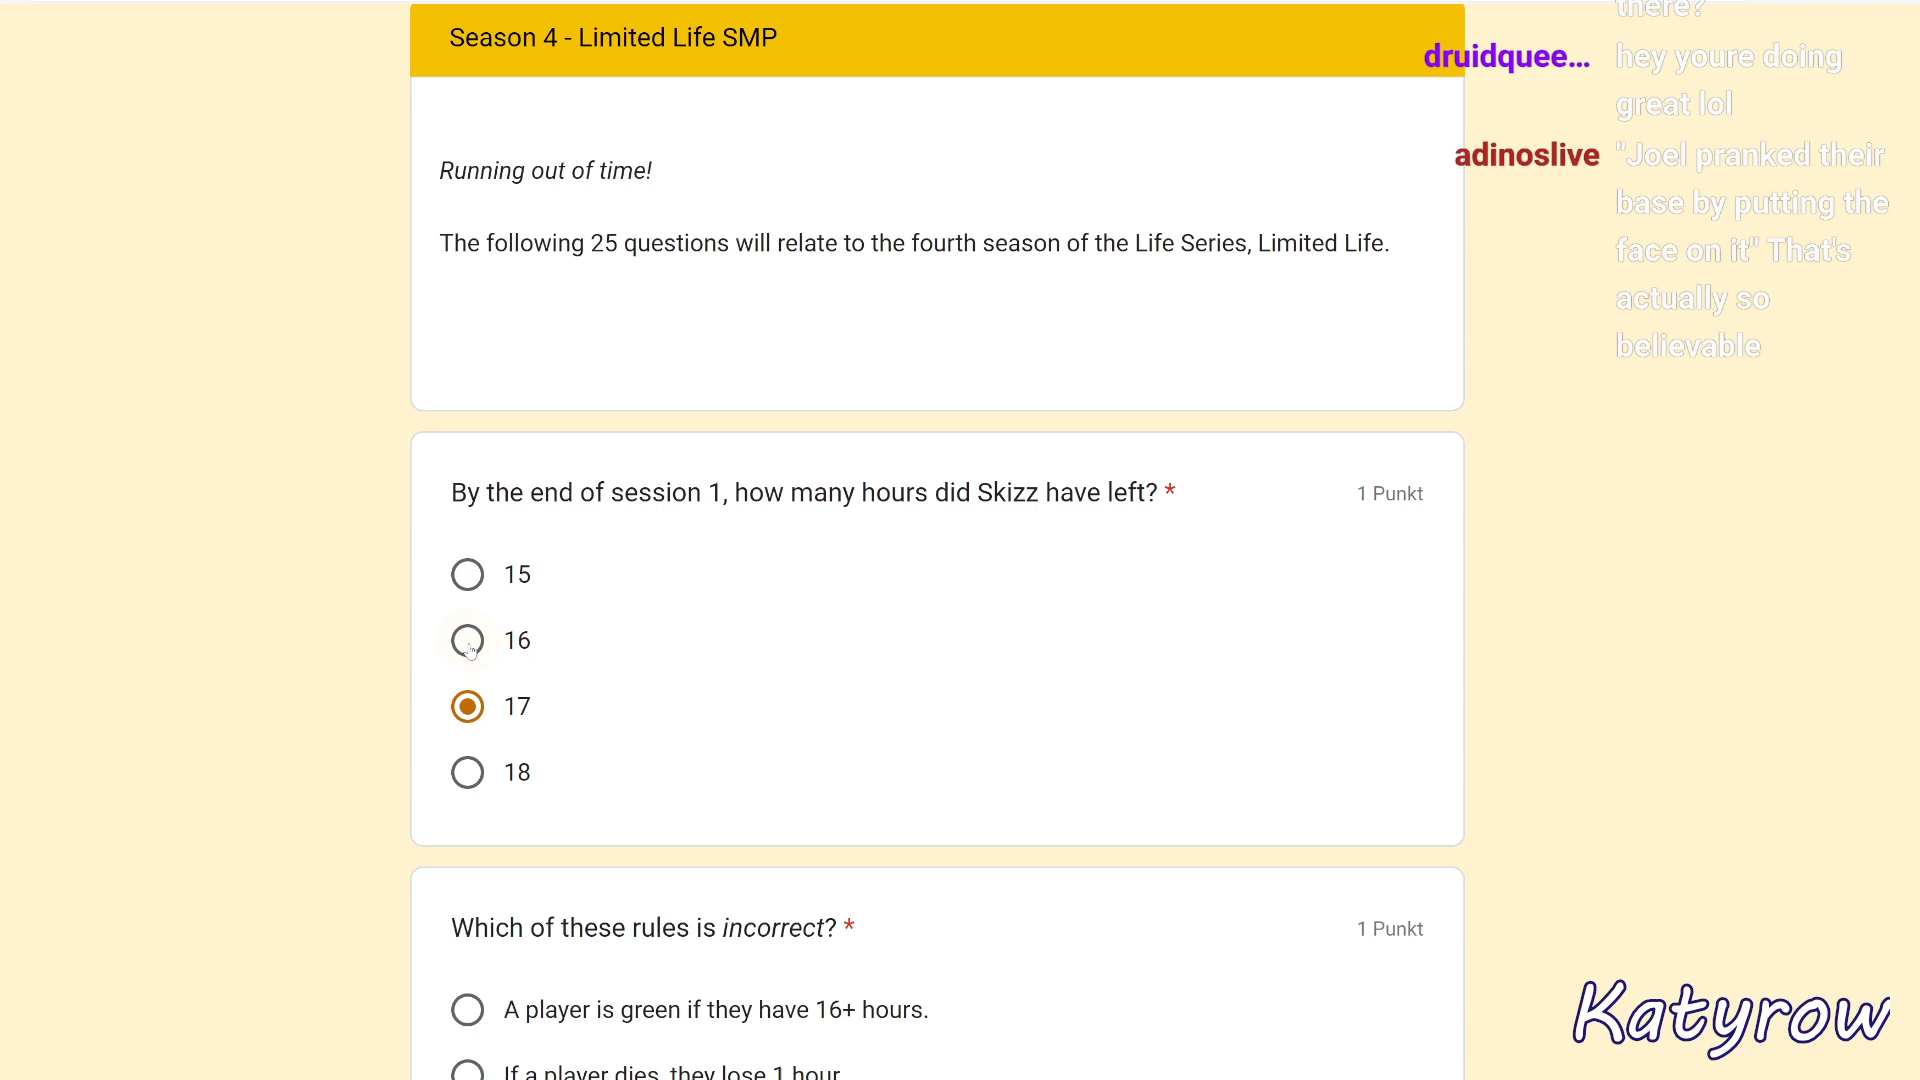 Season 4 - Limited Life SMP
Running out of time!
The following 25 questions will relate to the fourth season of the Life Series, Limited Life.
By the end of session 1, how many hours did Skizz have left? *
1 Punkt
15
16
17
18
Which of these rules is incorrect? *
1 Punkt
A player is green if they have 16+ hours.
If a player dies, they lose 1 hour
there?
druidquee... hey youre doing
great lol
adinoslive "Joel pranked their
base by putting the
face on it" That's
actually so
believable
Katyrow